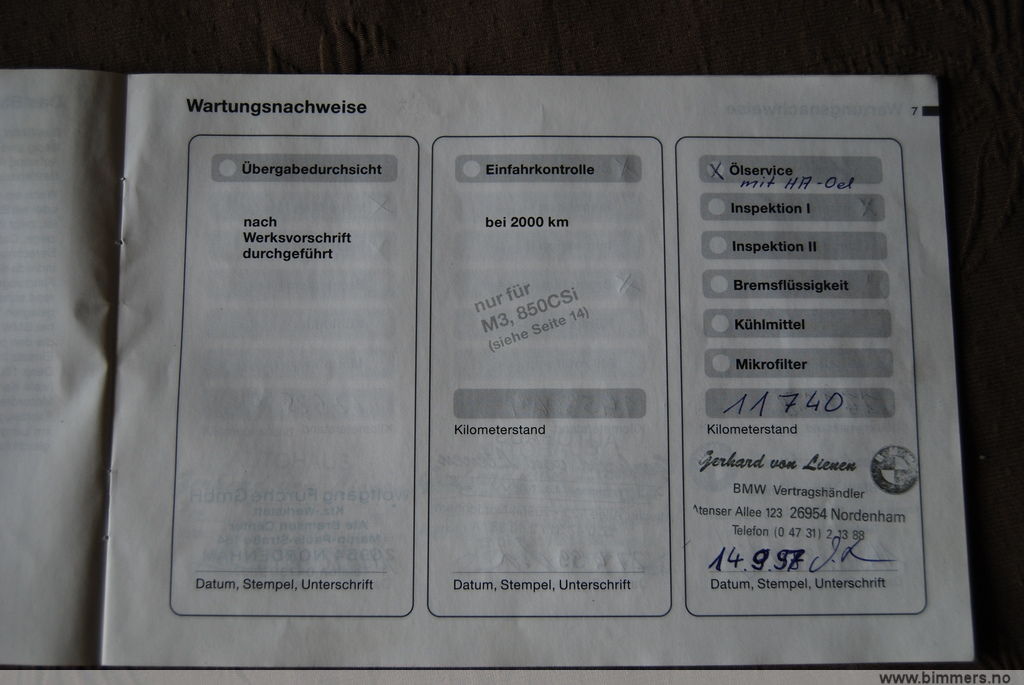 Wartungsnachweise
7
Übergabedurchsicht
nach
Werksvorschrift
durchgeführt
Datum, Stempel, Unterschrift
Einfahrkontrolle
bei 2000 km
nur für
M3, 850CSi
(siehe Seite 14)
Kilometerstand
Datum, Stempel, Unterschrift
X Ölservice
mit HA-Oel
Inspektion I
Inspektion II
Bremsflüssigkeit
Kühlmittel
Mikrofilter
11740
Kilometerstand
Gerhard von Lienen
BMW Vertragshändler
Atenser Allee 123 26954 Nordenham
Telefon (0 47 31) 2 13 88
14.9.98
Datum, Stempel, Unterschrift
www.bimmers.no